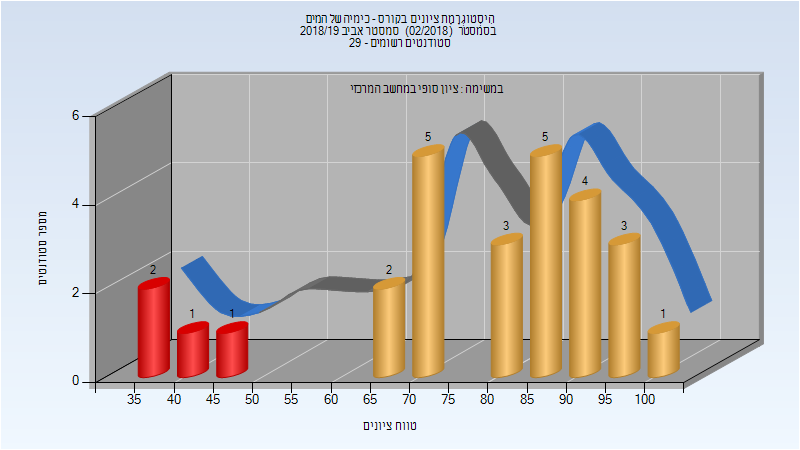 היסטוגרמת ציונים בקורס - כימיה של המים
בסמסטר (02/2018) סמסטר אביב 2018/19
סטודנטים רשומים - 29
במשימה : ציון סופי במחשב המרכזי
מספר סטודנטים
6
4
2
0
2
1
1
2
5
3
5
4
3
1
35 40 45 50 55 60 65 70 75 80 85 90 95 100
טווח ציונים